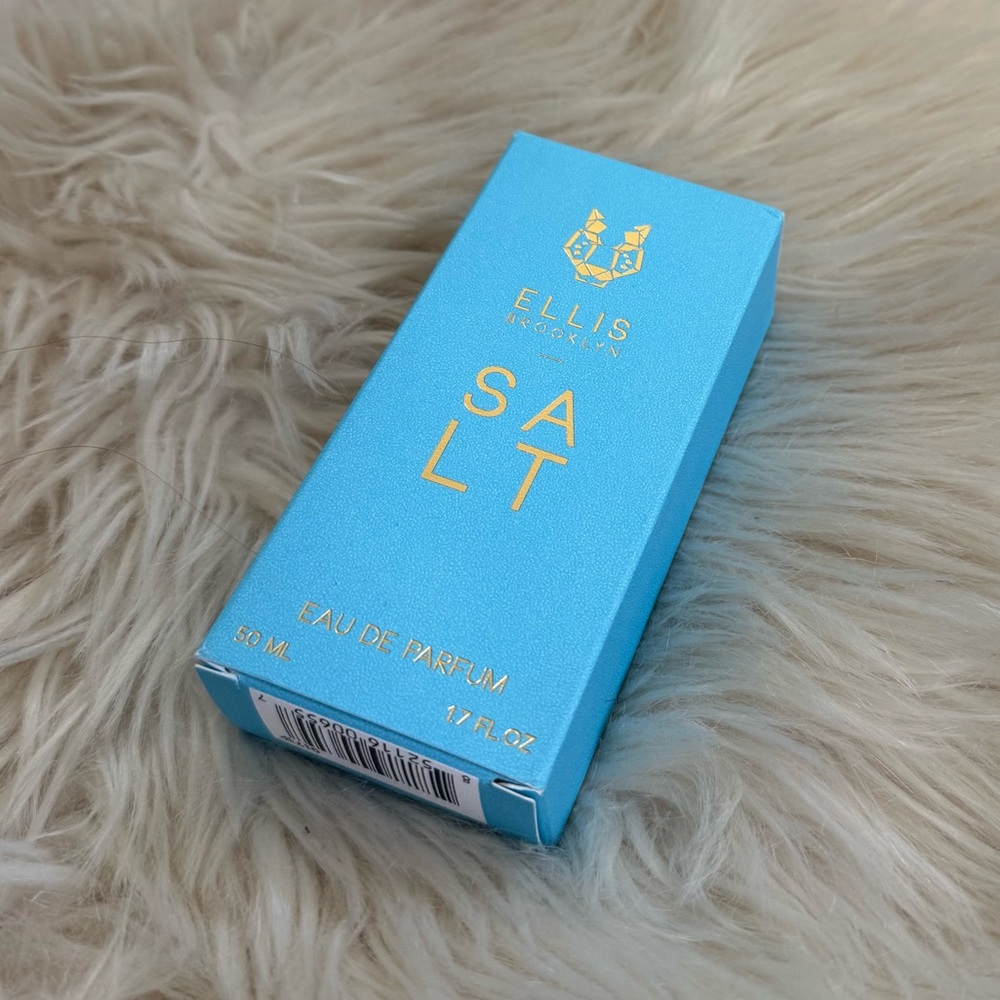 ELLIS
BROOKLYN
SA
LT
EAU DE PARFUM
50 ML
1.7 FL OZ